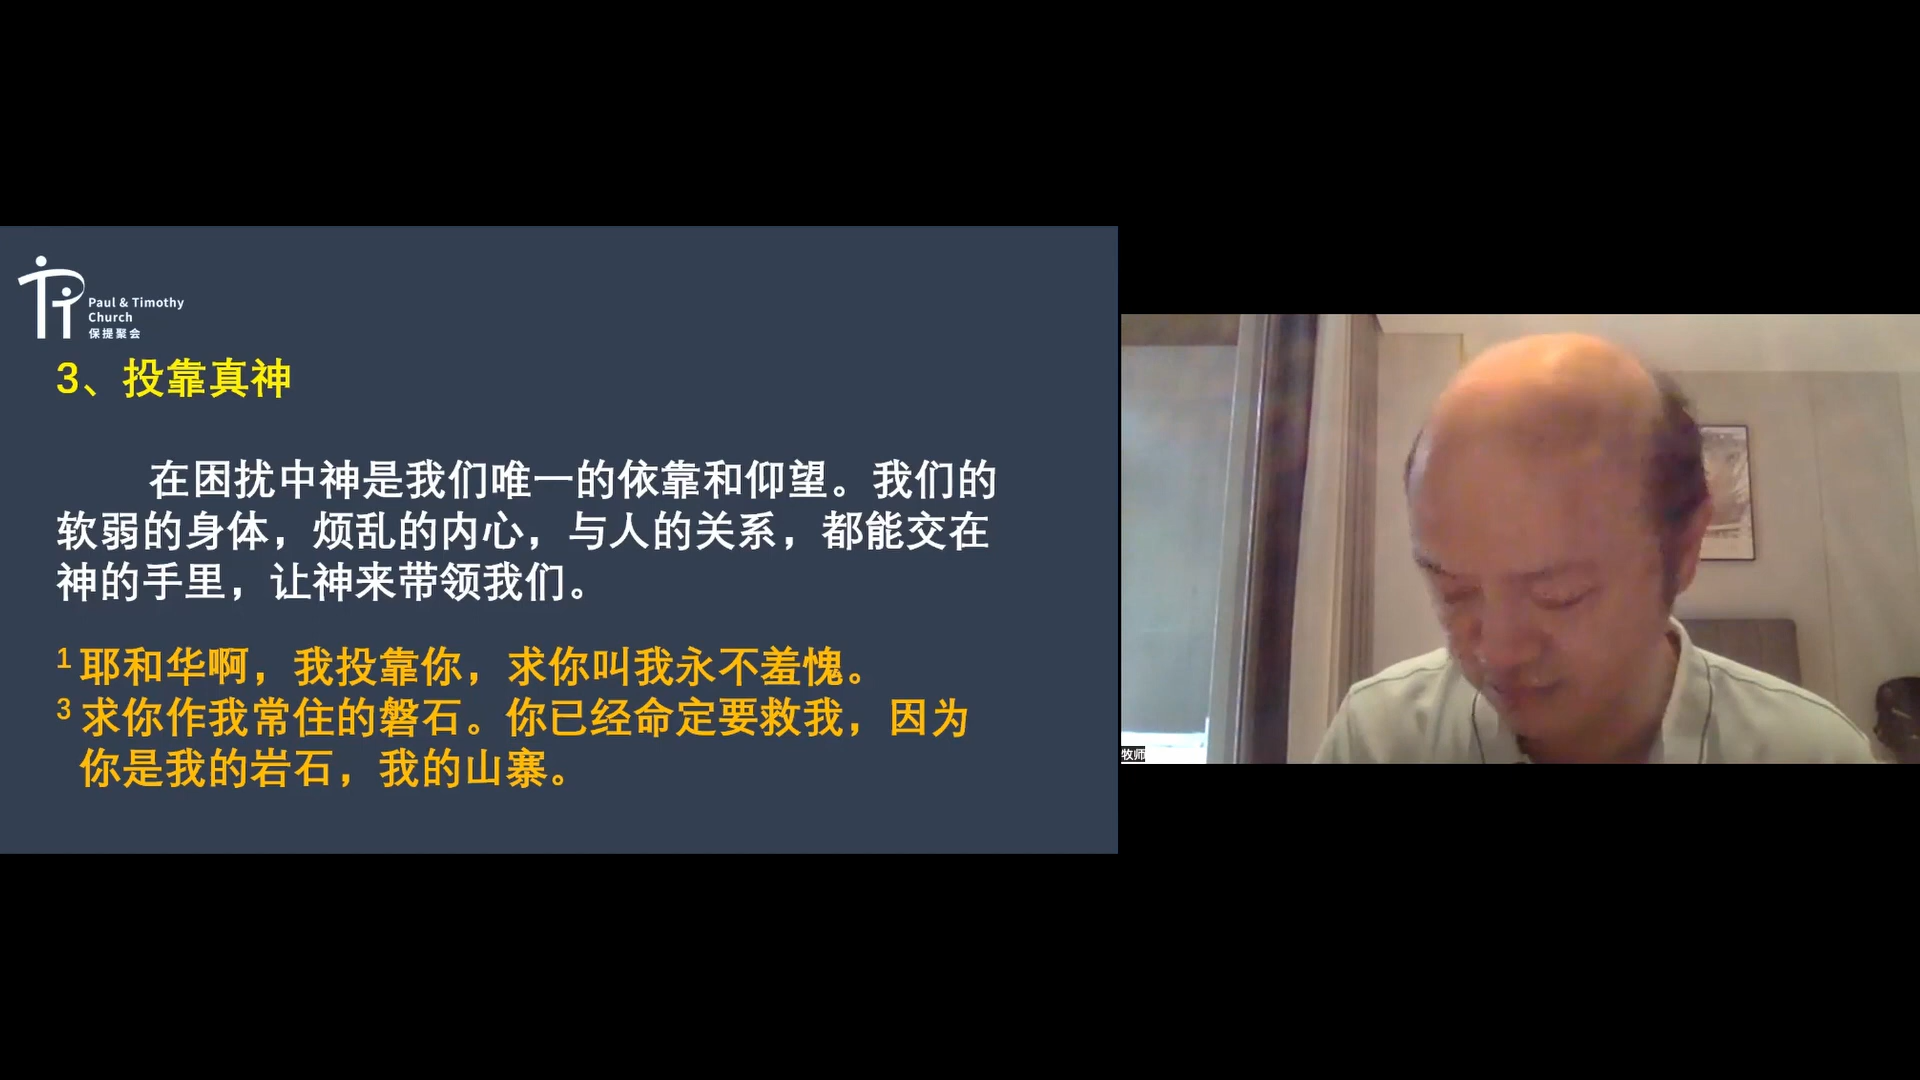 Paul & Timothy
Church
保提聚会
3、投靠真神
在困扰中神是我们唯一的依靠和仰望。我们的
软弱的身体，烦乱的内心，与人的关系，都能交在
神的手里，让神来带领我们。
1 耶和华啊，我投靠你，求你叫我永不羞愧。
3 求你作我常住的磐石。你已经命定要救我，因为
你是我的岩石，我的山寨。
牧师